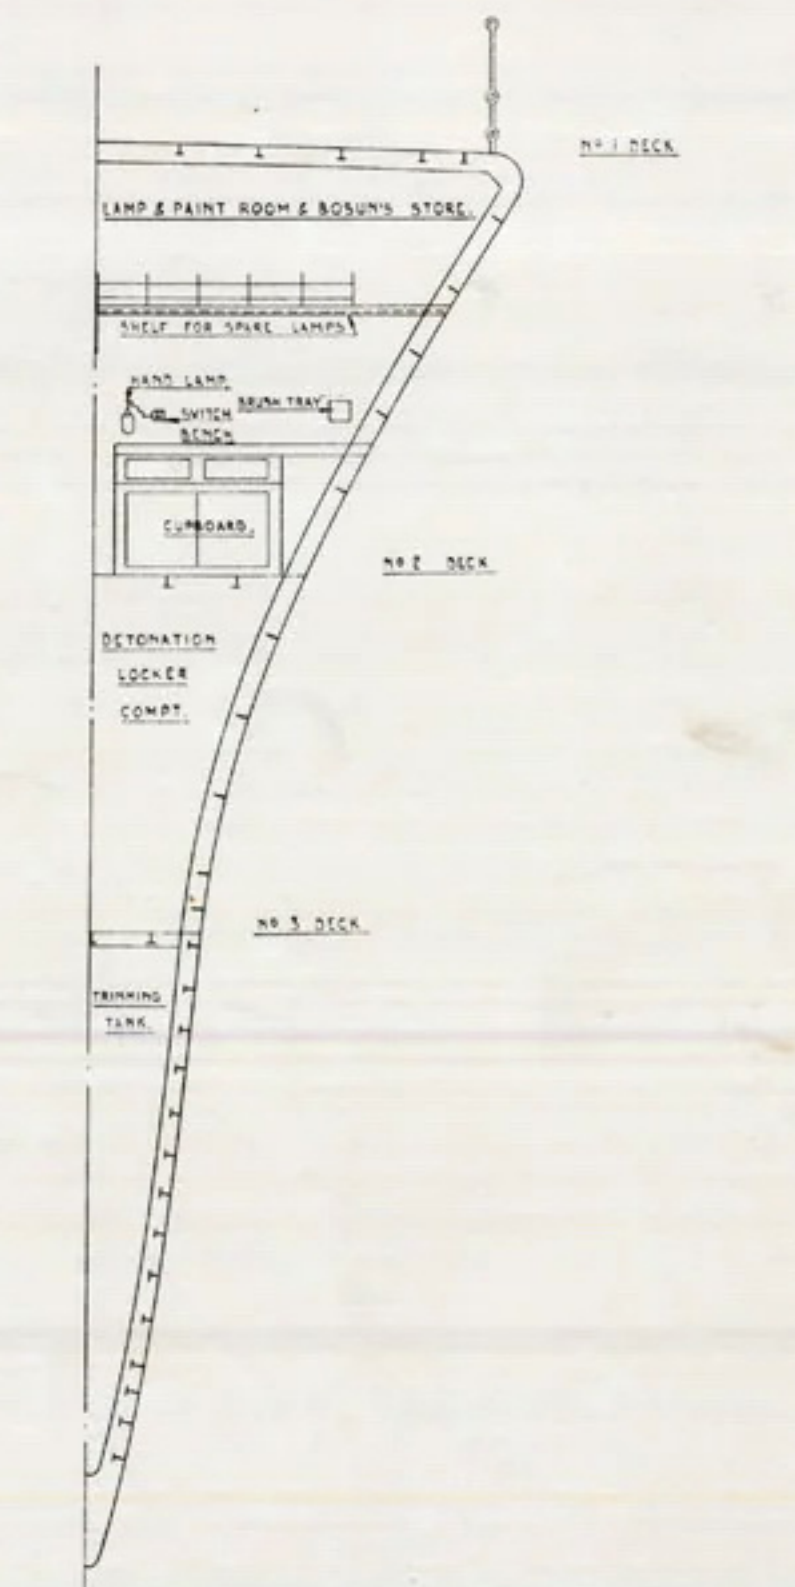 Nº 1 DECK
LAMP & PAINT ROOM & BOSUN'S STORE.
SHELF FOR SPARE LAMPS
HAND LAMP.
BRUSH TRAY
SWITCH
BENCH
CUPBOARD.
Nº 2 DECK
DETONATION
LOCKER
COMPT.
Nº 3 DECK
TRIMMING
TANK.